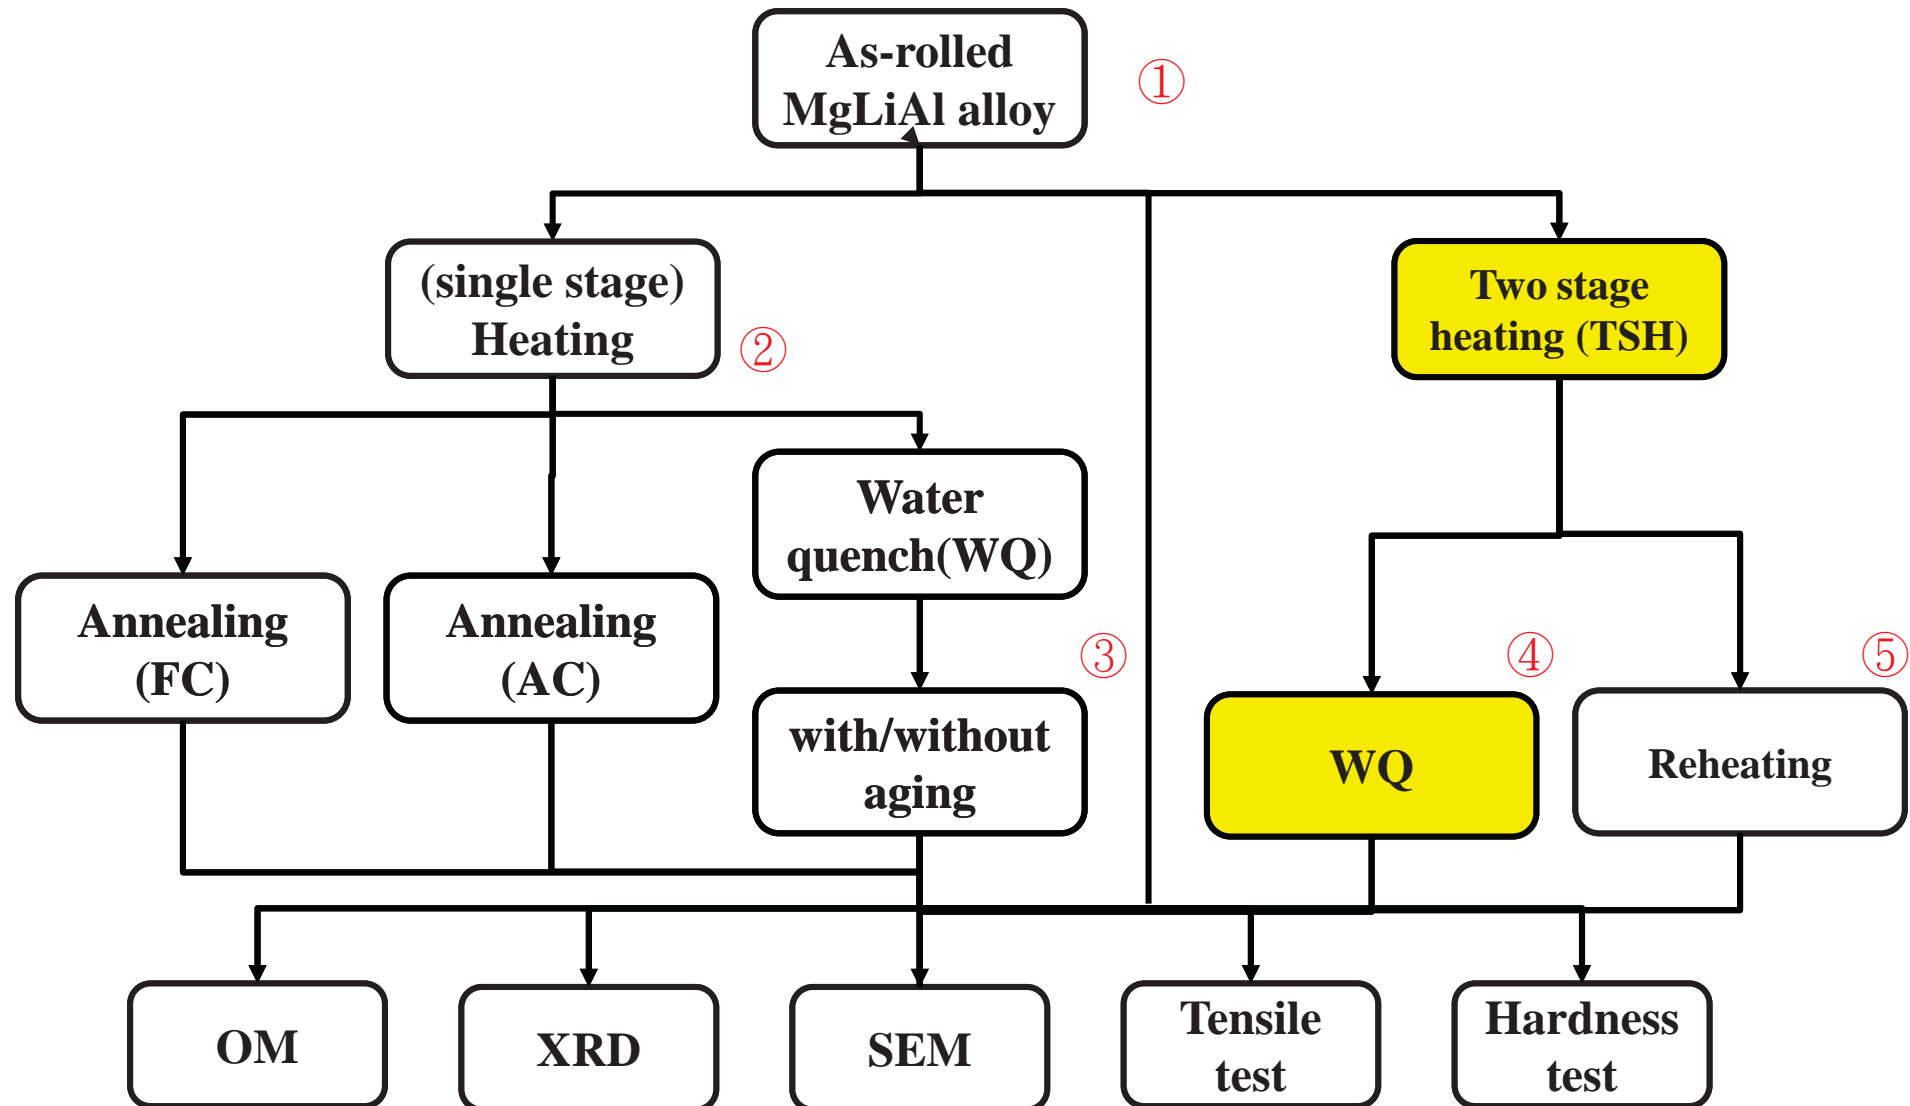 As-rolled
MgLiAl alloy
①
(single stage)
Heating
②
Two stage
heating (TSH)
Water
quench(WQ)
Annealing
(FC)
Annealing
(AC)
③
with/without
aging
④
WQ
⑤
Reheating
OM
XRD
SEM
Tensile
test
Hardness
test